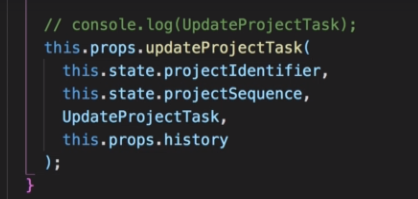 // console.log(UpdateProjectTask);
this.props.updateProjectTask(
this.state.projectIdentifier,
this.state.projectSequence,
UpdateProjectTask,
this.props.history
);
}